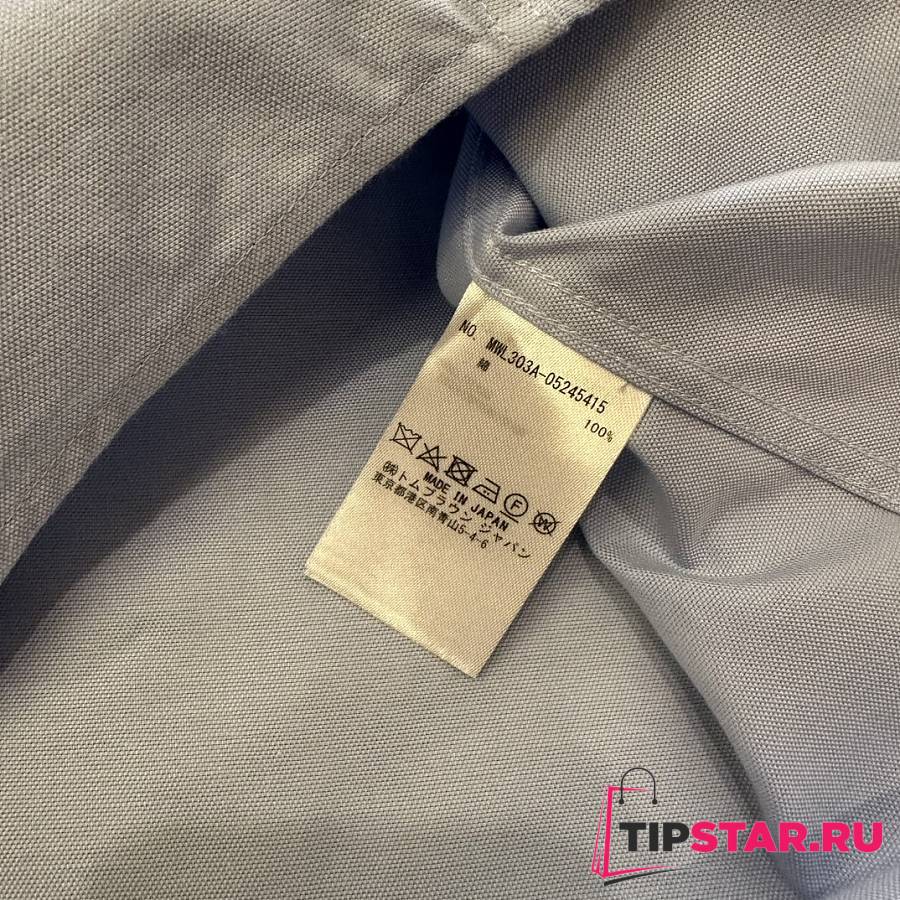 NO. MWL303A-05245415
綿 100%
F
W
MADE IN JAPAN
㈱トムブラウン ジャパン
東京都港区南青山5-4-6
TIPSTAR.RU